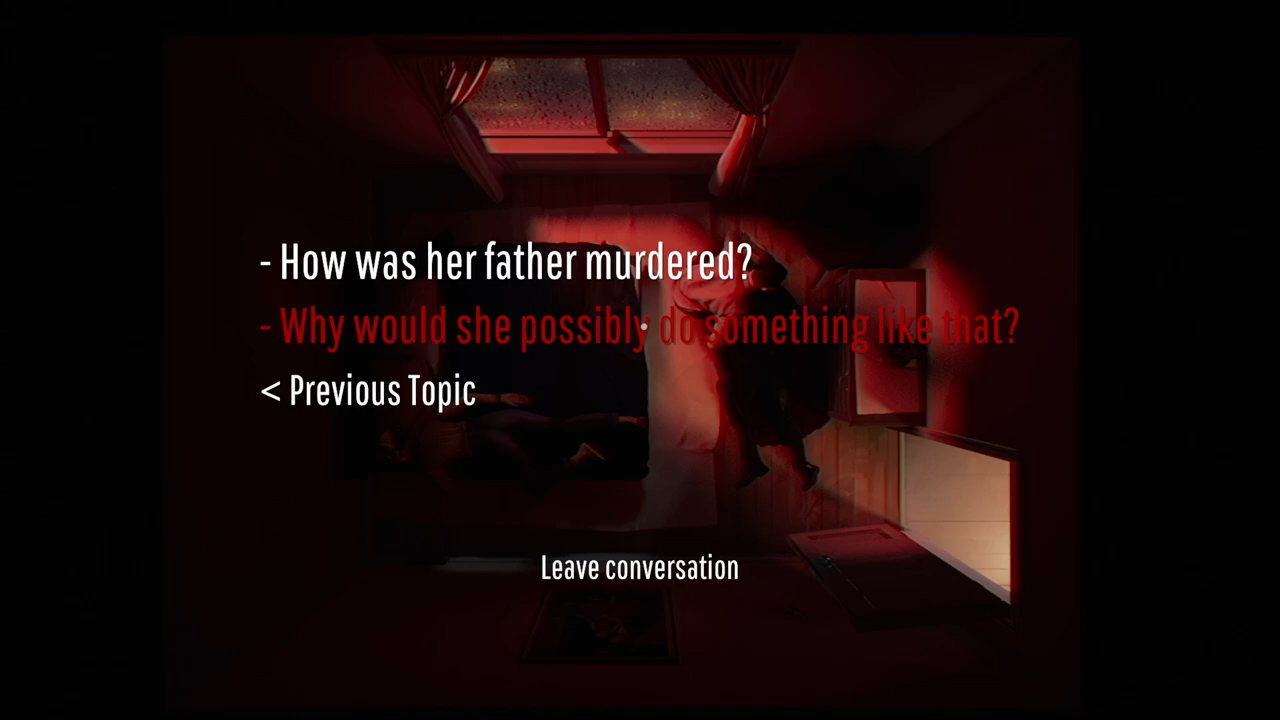 - How was her father murdered?
- Why would she possibly do something like that?
< Previous Topic
Leave conversation